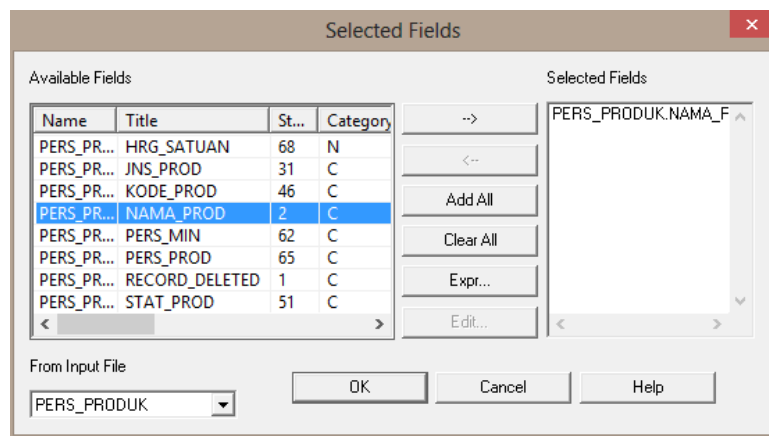 Selected Fields
Available Fields
Selected Fields
Name Title St... Category
PERS_PR... HRG_SATUAN 68 N
PERS_PR... JNS_PROD 31 C
PERS_PR... KODE_PROD 46 C
PERS_PR... NAMA_PROD 2 C
PERS_PR... PERS_MIN 62 C
PERS_PR... PERS_PROD 65 C
PERS_PR... RECORD_DELETED 1 C
PERS_PR... STAT_PROD 51 C
-->
<--
Add All
Clear All
Expr...
Edit...
PERS_PRODUK.NAMA_F
From Input File
PERS_PRODUK
OK
Cancel
Help